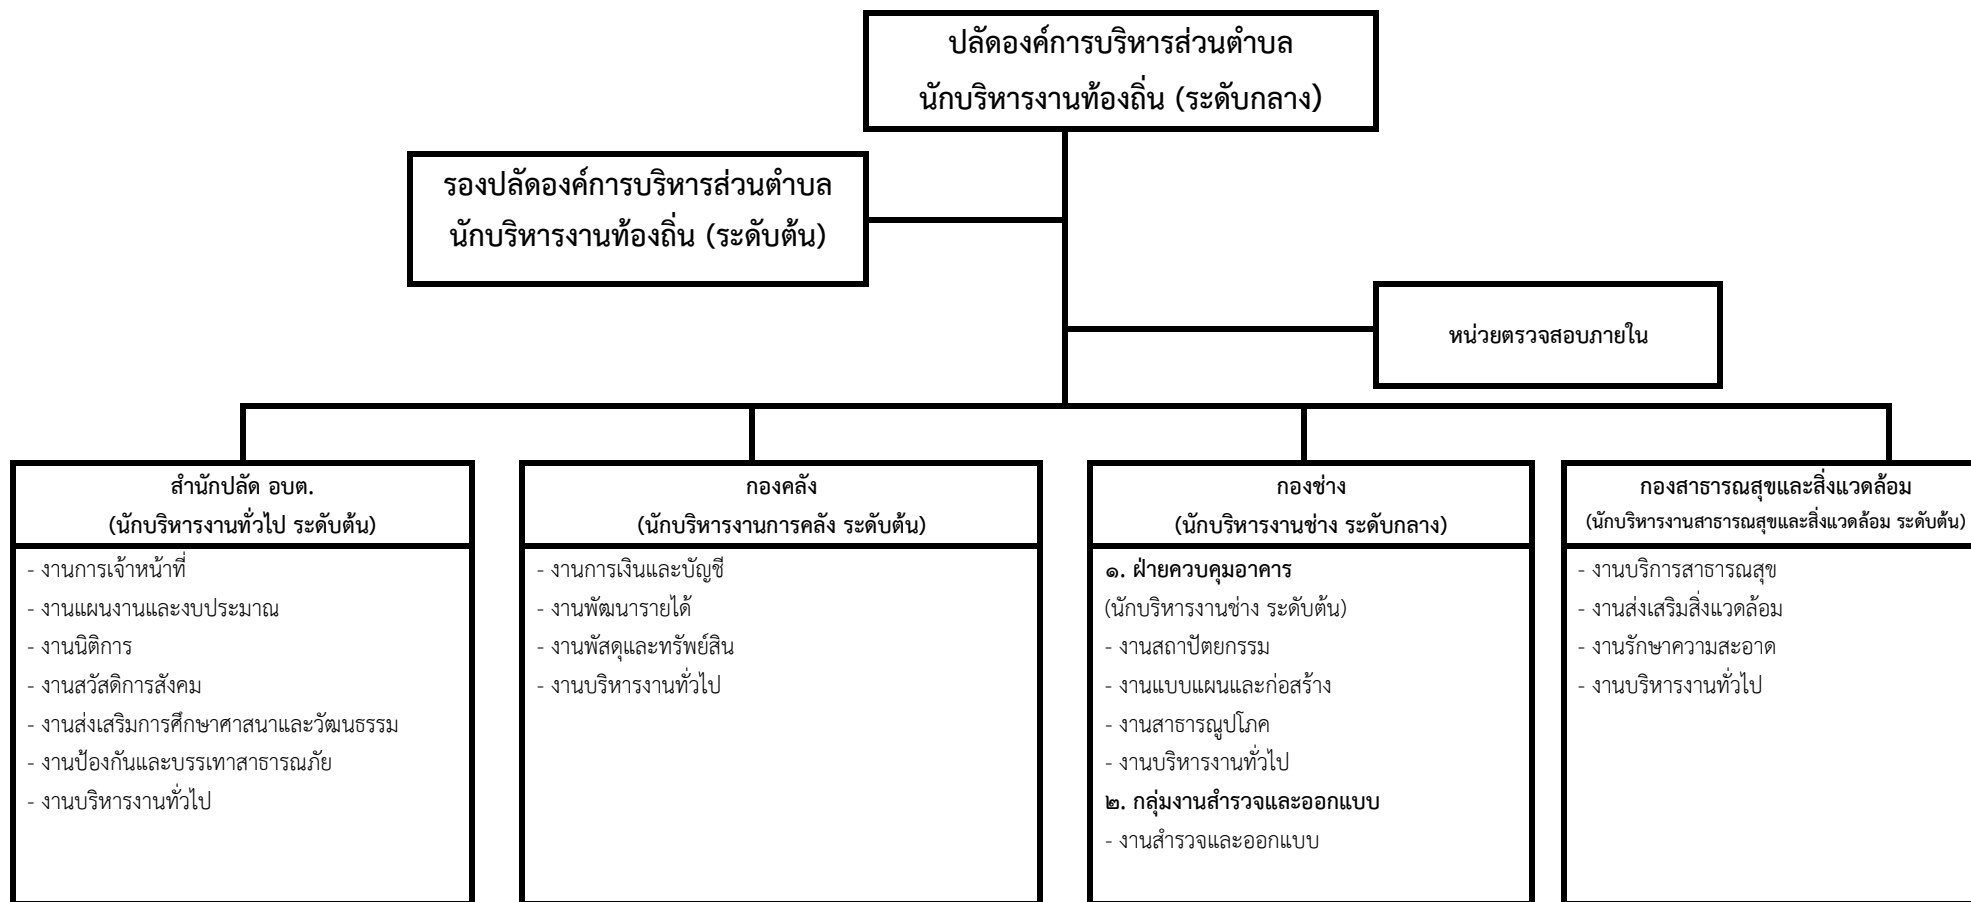 ปลัดองค์การบริหารส่วนตำบล
นักบริหารงานท้องถิ่น (ระดับกลาง)
รองปลัดองค์การบริหารส่วนตำบล
นักบริหารงานท้องถิ่น (ระดับต้น)
หน่วยตรวจสอบภายใน
สำนักปลัด อบต.
(นักบริหารงานทั่วไป ระดับต้น)
- งานการเจ้าหน้าที่
- งานแผนงานและงบประมาณ
- งานนิติการ
- งานสวัสดิการสังคม
- งานส่งเสริมการศึกษาศาสนาและวัฒนธรรม
- งานป้องกันและบรรเทาสาธารณภัย
- งานบริหารงานทั่วไป
กองคลัง
(นักบริหารงานการคลัง ระดับต้น)
- งานการเงินและบัญชี
- งานพัฒนารายได้
- งานพัสดุและทรัพย์สิน
- งานบริหารงานทั่วไป
กองช่าง
(นักบริหารงานช่าง ระดับกลาง)
๑. ฝ่ายควบคุมอาคาร
(นักบริหารงานช่าง ระดับต้น)
- งานสถาปัตยกรรม
- งานแบบแผนและก่อสร้าง
- งานสาธารณูปโภค
- งานบริหารงานทั่วไป
๒. กลุ่มงานสำรวจและออกแบบ
- งานสำรวจและออกแบบ
กองสาธารณสุขและสิ่งแวดล้อม
(นักบริหารงานสาธารณสุขและสิ่งแวดล้อม ระดับต้น)
- งานบริการสาธารณสุข
- งานส่งเสริมสิ่งแวดล้อม
- งานรักษาความสะอาด
- งานบริหารงานทั่วไป